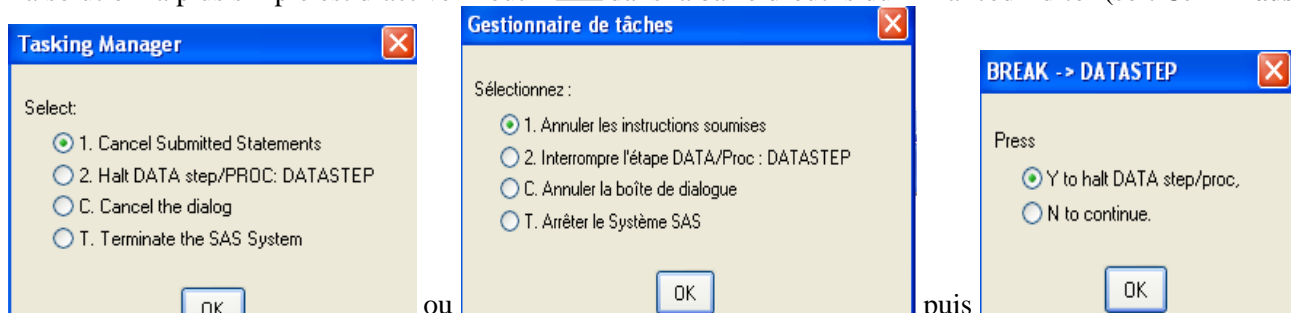 Tasking Manager
Select:
1. Cancel Submitted Statements
2. Halt DATA step/PROC: DATASTEP
C. Cancel the dialog
T. Terminate the SAS System
OK
ou
Gestionnaire de tâches
Sélectionnez :
1. Annuler les instructions soumises
2. Interrompre l'étape DATA/Proc : DATASTEP
C. Annuler la boîte de dialogue
T. Arrêter le Système SAS
OK
puis
BREAK -> DATASTEP
Press
Y to halt DATA step/proc,
N to continue.
OK